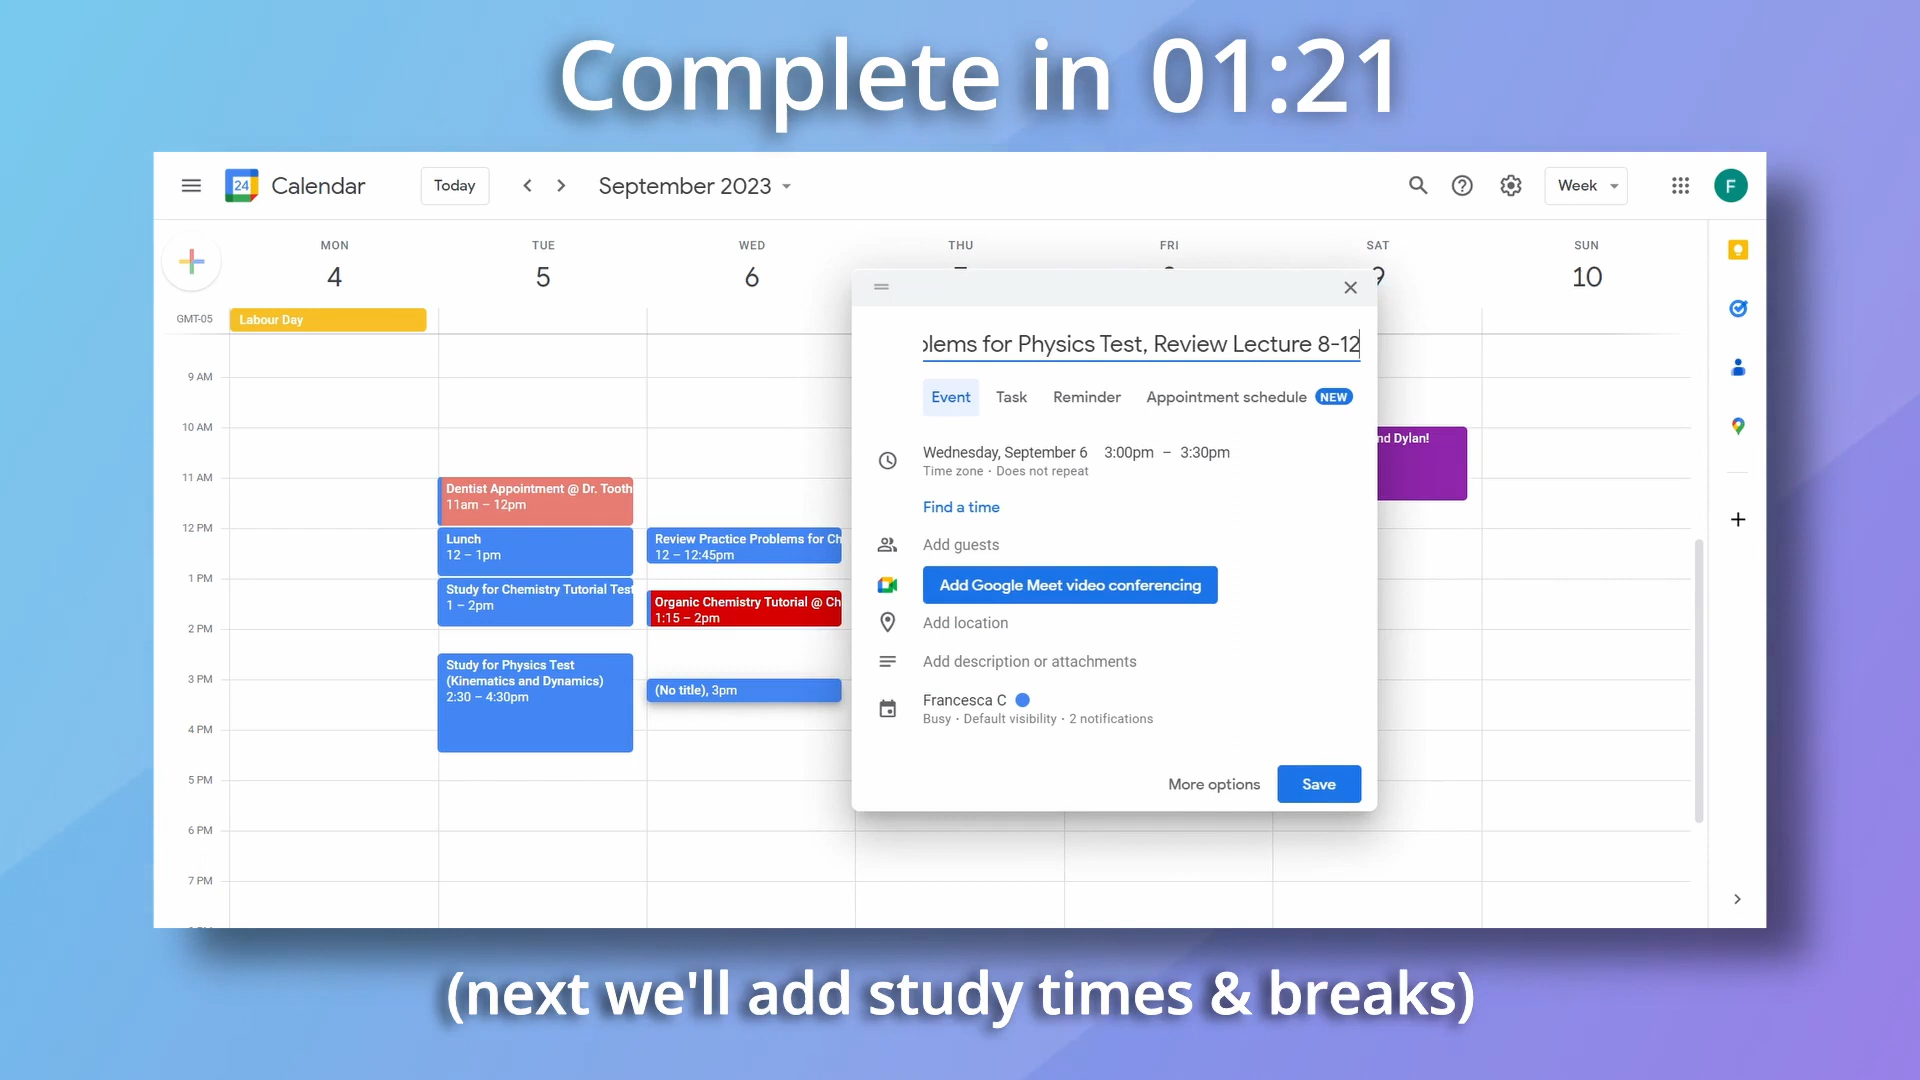 Complete in 01:21
24
Calendar
Today
September 2023
Week
F
MON
TUE
WED
THU
FRI
SAT
SUN
4
5
6
10
GMT-05
Labour Day
9 AM
10 AM
11 AM
12 PM
1 PM
2 PM
3 PM
4 PM
5 PM
6 PM
7 PM
Dentist Appointment @ Dr. Tooth
11am – 12pm
Lunch
12 – 1pm
Study for Chemistry Tutorial Test
1 – 2pm
Study for Physics Test
(Kinematics and Dynamics)
2:30 – 4:30pm
Review Practice Problems for Ch
12 – 12:45pm
Organic Chemistry Tutorial @ Ch
1:15 – 2pm
(No title), 3pm
blems for Physics Test, Review Lecture 8-12
Event
Task
Reminder
Appointment schedule NEW
Wednesday, September 6 3:00pm – 3:30pm
Time zone · Does not repeat
Find a time
Add guests
Add Google Meet video conferencing
Add location
Add description or attachments
Francesca C
Busy · Default visibility · 2 notifications
More options
Save
nd Dylan!
(next we'll add study times & breaks)